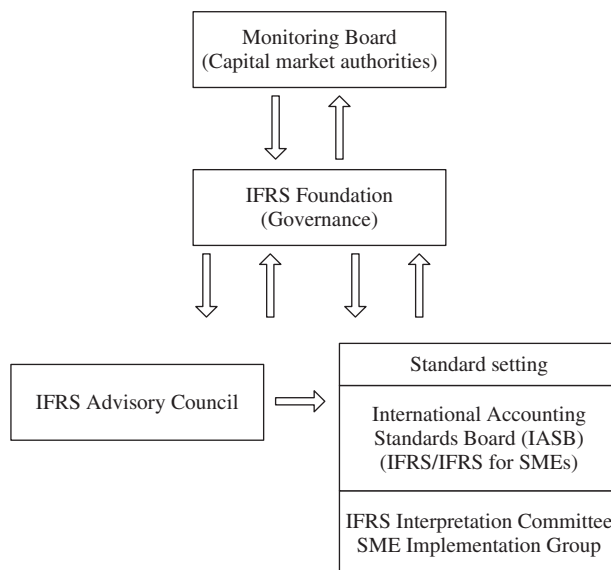 Monitoring Board
(Capital market authorities)
IFRS Foundation
(Governance)
IFRS Advisory Council
Standard setting
International Accounting
Standards Board (IASB)
(IFRS/IFRS for SMEs)
IFRS Interpretation Committee
SME Implementation Group